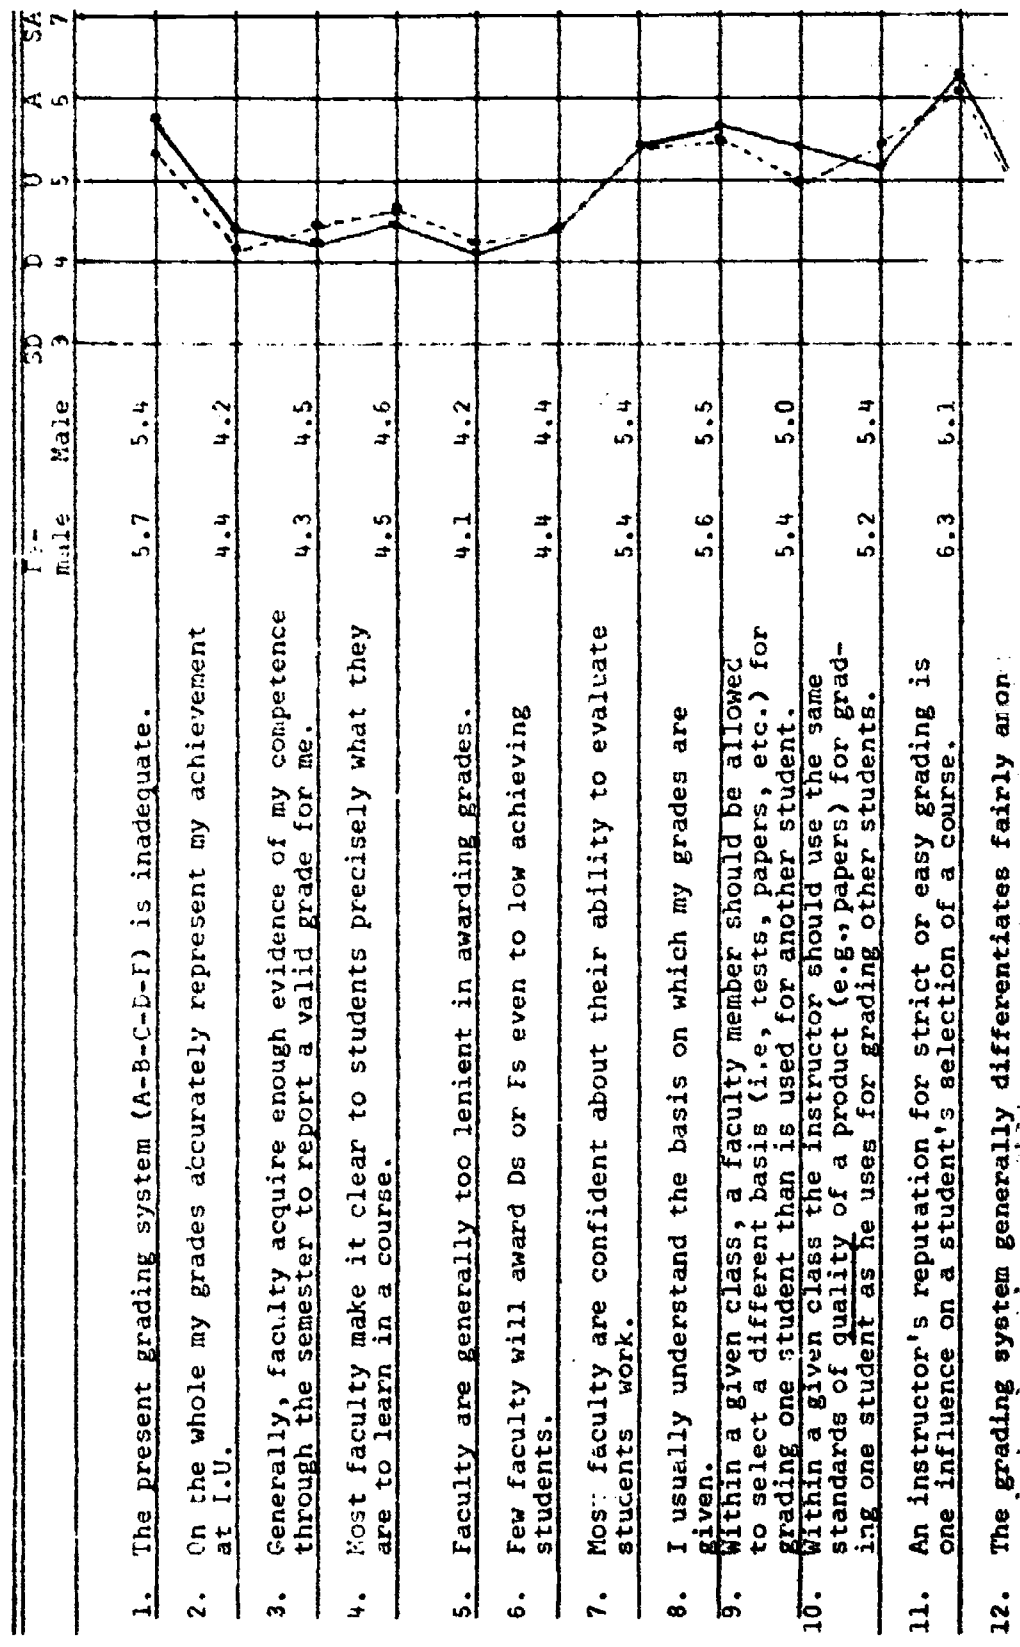 SD D U A SA
Male 3 4 5 6 7
1. The present grading system (A-B-C-D-F) is inadequate. 5.7 5.4
2. On the whole my grades accurately represent my achievement
at I.U. 4.4 4.2
3. Generally, faculty acquire enough evidence of my competence
through the semester to report a valid grade for me. 4.3 4.5
4. Most faculty make it clear to students precisely what they
are to learn in a course. 4.5 4.6
5. Faculty are generally too lenient in awarding grades. 4.1 4.2
6. Few faculty will award Ds or Fs even to low achieving
students. 4.4 4.4
7. Most faculty are confident about their ability to evaluate
students work. 5.4 5.4
8. I usually understand the basis on which my grades are
given. 5.6 5.5
9. Within a given class, a faculty member should be allowed
to select a different basis (i.e, tests, papers, etc.) for
grading one student than is used for another student. 5.4 5.0
10. Within a given class the instructor should use the same
standards of quality of a product (e.g., papers) for grad-
ing one student as he uses for grading other students. 5.2 5.4
11. An instructor's reputation for strict or easy grading is
one influence on a student's selection of a course. 6.3 6.1
12. The grading system generally differentiates fairly